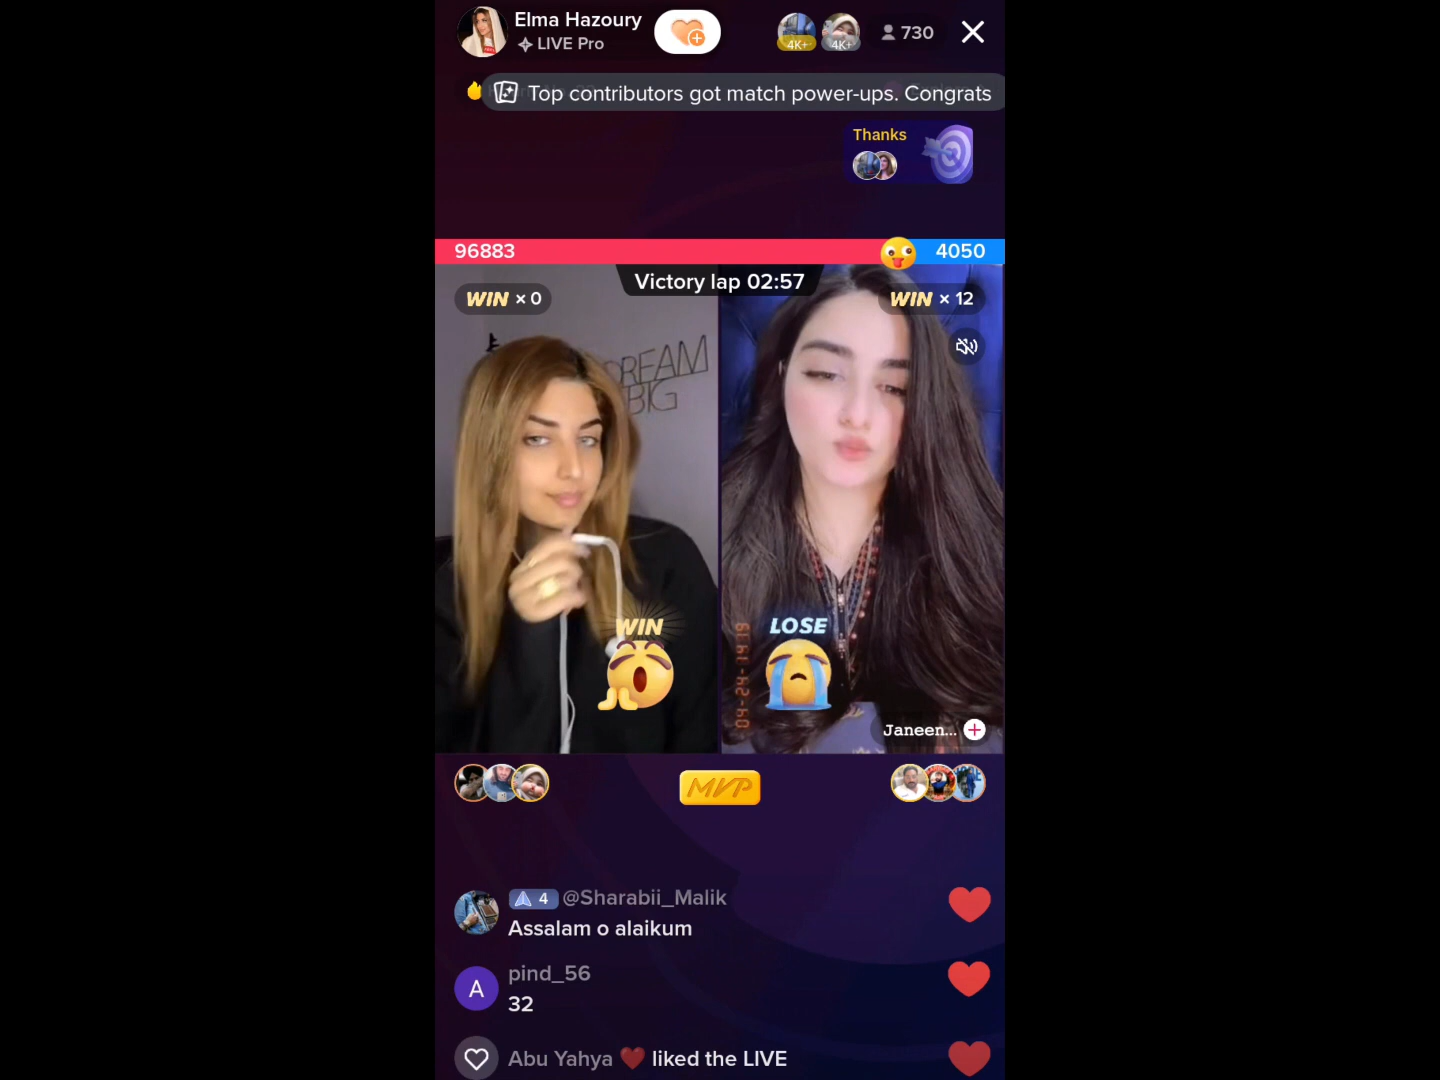 Elma Hazoury
LIVE Pro
4K+
4K+
730
Top contributors got match power-ups. Congrats
Thanks
96883
4050
Victory lap 02:57
WIN × 0
WIN × 12
DREAM
BIG
WIN
LOSE
Janeen...
MVP
4 @Sharabii_Malik
Assalam o alaikum
A
pind_56
32
Abu Yahya ❤️ liked the LIVE